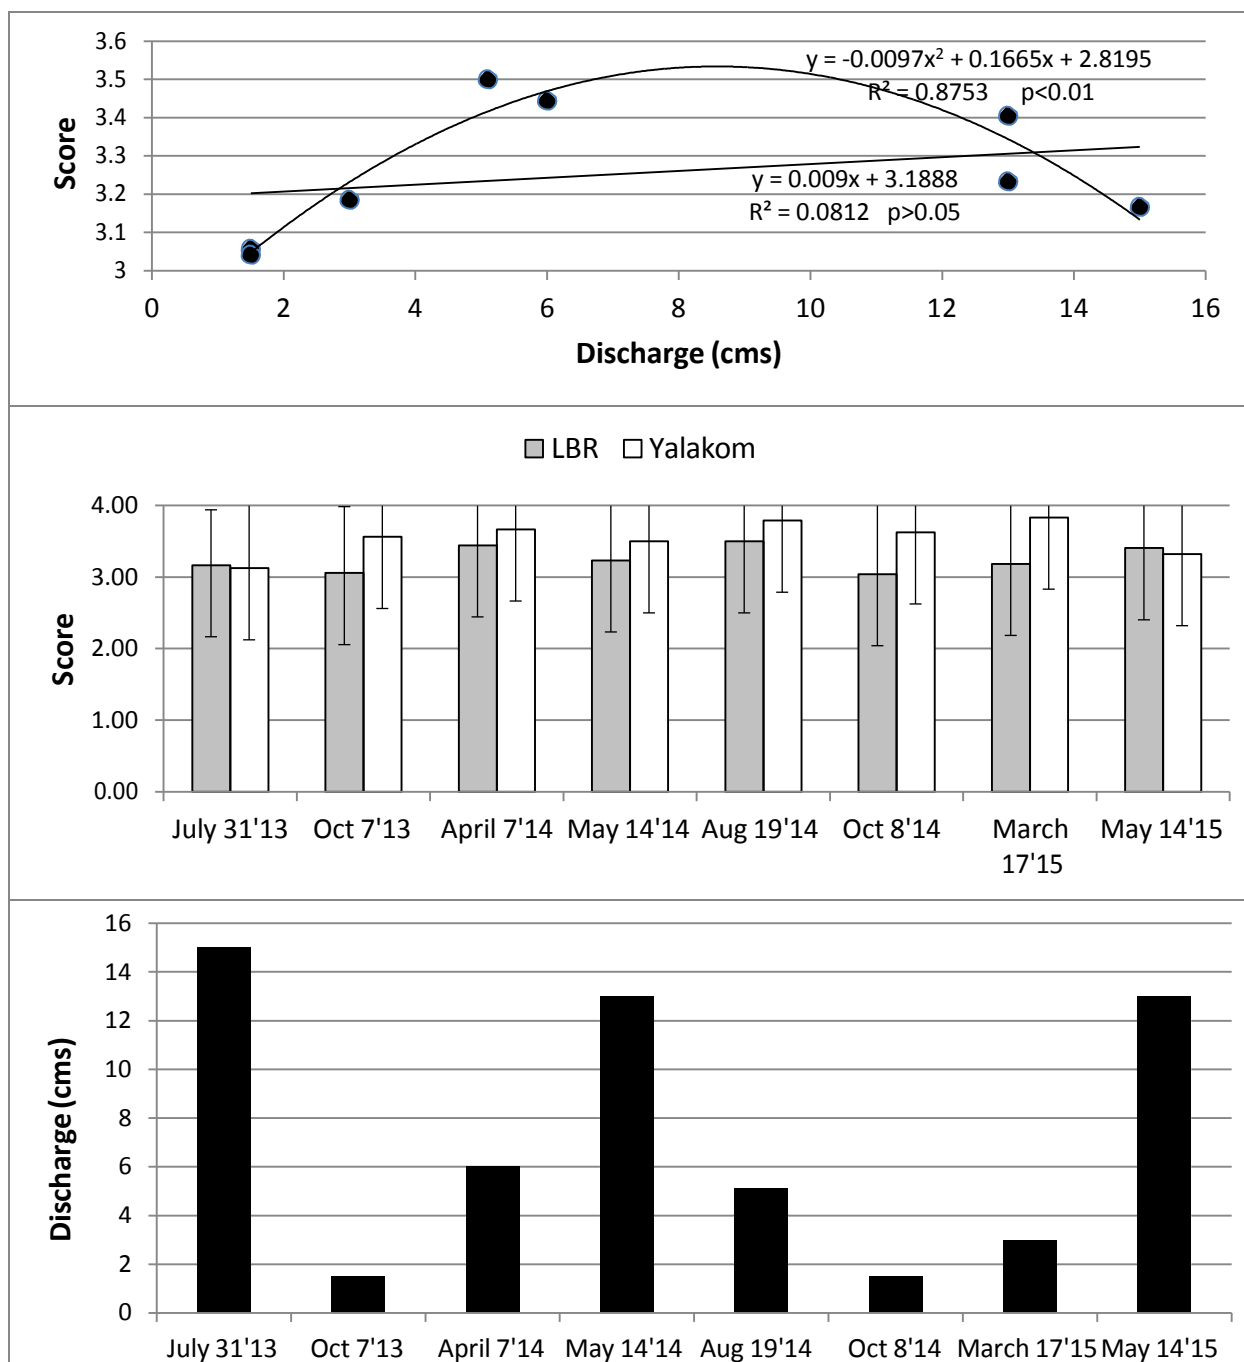 3.6
3.5
3.4
3.3
3.2
3.1
3
Score
y = -0.0097x² + 0.1665x + 2.8195
R² = 0.8753 p<0.01
y = 0.009x + 3.1888
R² = 0.0812 p>0.05
0 2 4 6 8 10 12 14 16
Discharge (cms)
LBR Yalakom
4.00
3.00
2.00
1.00
0.00
Score
July 31'13 Oct 7'13 April 7'14 May 14'14 Aug 19'14 Oct 8'14 March May 14'15
17'15
16
14
12
10
8
6
4
2
0
Discharge (cms)
July 31'13 Oct 7'13 April 7'14 May 14'14 Aug 19'14 Oct 8'14 March 17'15 May 14'15